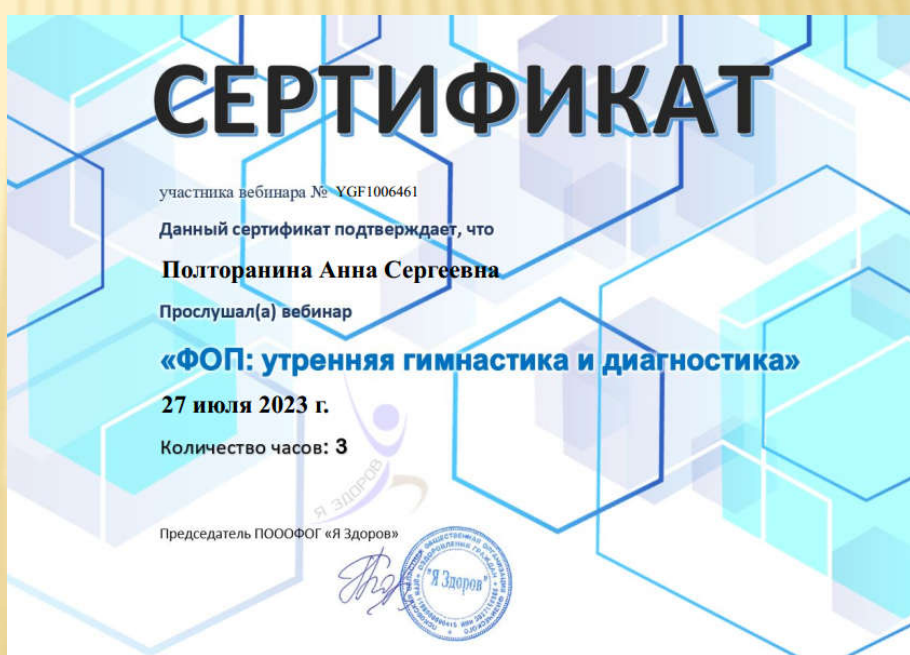 СЕРТИФИКАТ
участника вебинара № YGF1006461
Данный сертификат подтверждает, что
Полторанина Анна Сергеевна
Прослушал(а) вебинар
«ФОП: утренняя гимнастика и диагностика»
27 июля 2023 г.
Количество часов: 3
Я ЗДОРОВ
Председатель ПОООФОГ «Я Здоров»
"Я Здоров"